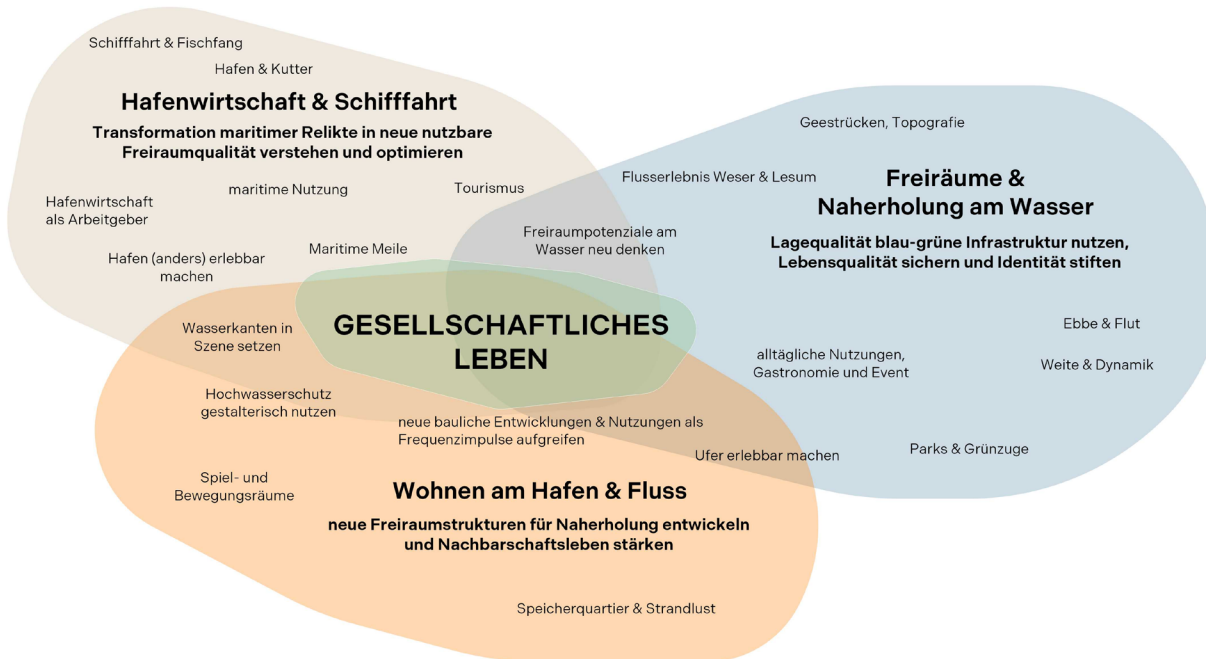 Schifffahrt & Fischfang
Hafen & Kutter
Hafenwirtschaft & Schifffahrt
Transformation maritimer Relikte in neue nutzbare
Freiraumqualität verstehen und optimieren
maritime Nutzung
Tourismus
Hafenwirtschaft
als Arbeitgeber
Hafen (anders) erlebbar
machen
Maritime Meile
Freiraumpotenziale am
Wasser neu denken
Geestrücken, Topografie
Flusserlebnis Weser & Lesum
Freiräume &
Naherholung am Wasser
Lagequalität blau-grüne Infrastruktur nutzen,
Lebensqualität sichern und Identität stiften
Ebbe & Flut
alltägliche Nutzungen,
Gastronomie und Event
Weite & Dynamik
Parks & Grünzuge
GESELLSCHAFTLICHES
LEBEN
Wasserkanten in
Szene setzen
Hochwasserschutz
gestalterisch nutzen
neue bauliche Entwicklungen & Nutzungen als
Frequenzimpulse aufgreifen
Ufer erlebbar machen
Spiel- und
Bewegungsräume
Wohnen am Hafen & Fluss
neue Freiraumstrukturen für Naherholung entwickeln
und Nachbarschaftsleben stärken
Speicherquartier & Strandlust